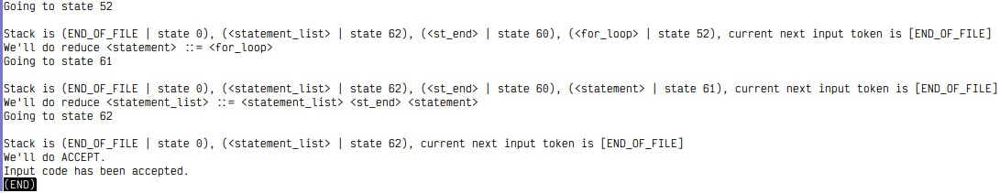 Going to state 52
Stack is (END_OF_FILE | state 0), (<statement_list> | state 62), (<st_end> | state 60), (<for_loop> | state 52), current next input token is [END_OF_FILE]
We'll do reduce <statement> ::= <for_loop>
Going to state 61
Stack is (END_OF_FILE | state 0), (<statement_list> | state 62), (<st_end> | state 60), (<statement> | state 61), current next input token is [END_OF_FILE]
We'll do reduce <statement_list> ::= <statement_list> <st_end> <statement>
Going to state 62
Stack is (END_OF_FILE | state 0), (<statement_list> | state 62), current next input token is [END_OF_FILE]
We'll do ACCEPT.
Input code has been accepted.
(END)